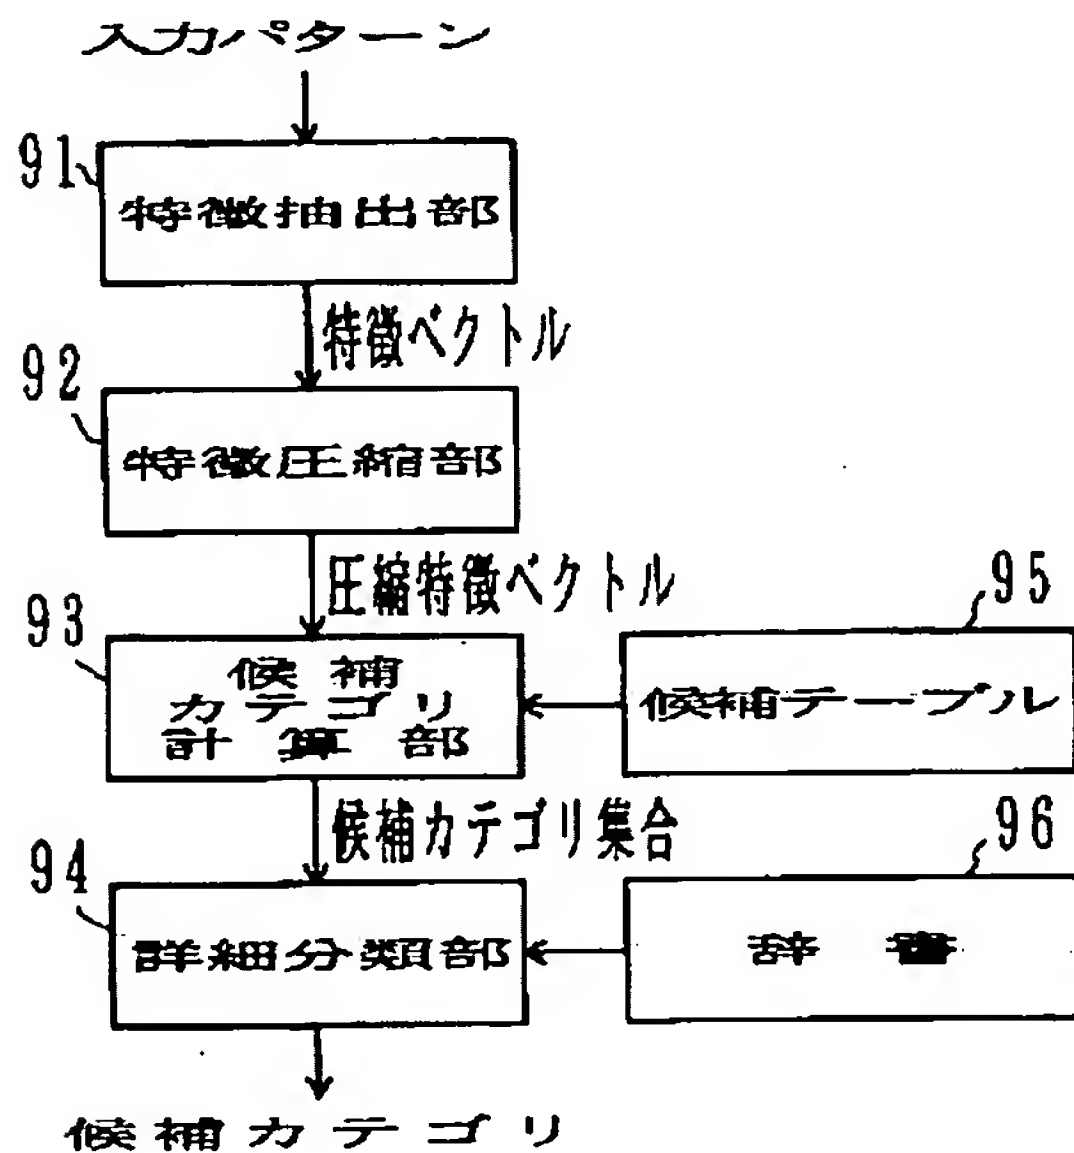 入力パターン
91
特徴抽出部
特徴ベクトル
92
特徴圧縮部
圧縮特徴ベクトル
93
候補
カテゴリ
計算部
95
候補テーブル
候補カテゴリ集合
94
詳細分類部
96
辞書
候補カテゴリ